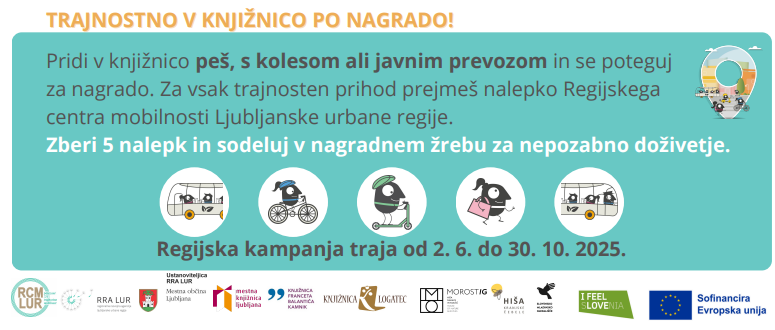 TRAJNOSTNO V KNJIŽNICO PO NAGRADO!
Pridi v knjižnico peš, s kolesom ali javnim prevozom in se poteguj
za nagrado. Za vsak trajnosten prihod prejmeš nalepko Regijskega
centra mobilnosti Ljubljanske urbane regije.
Zberi 5 nalepk in sodeluj v nagradnem žrebu za nepozabno doživetje.
Regijska kampanja traja od 2. 6. do 30. 10. 2025.
RCM
LUR
RRA LUR
Ustanoviteljica
RRA LUR
Mestna občina
Ljubljana
mestna
knjižnica
ljubljana
KNJIŽNICA
FRANCETA
BALANTIČA
KAMNIK
KNJIŽNICA LOGATEC
MOROSTIG
HIŠA
I FEEL
SLOVENIA
Sofinancira
Evropska unija